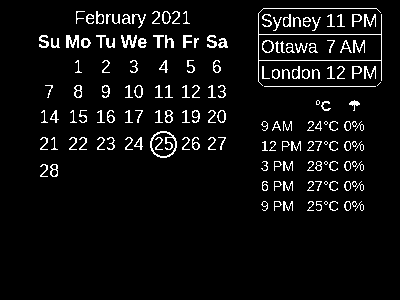 February 2021
Su Mo Tu We Th Fr Sa
1 2 3 4 5 6
7 8 9 10 11 12 13
14 15 16 17 18 19 20
21 22 23 24 25 26 27
28
Sydney 11 PM
Ottawa 7 AM
London 12 PM
°C
9 AM 24°C 0%
12 PM 27°C 0%
3 PM 28°C 0%
6 PM 27°C 0%
9 PM 25°C 0%